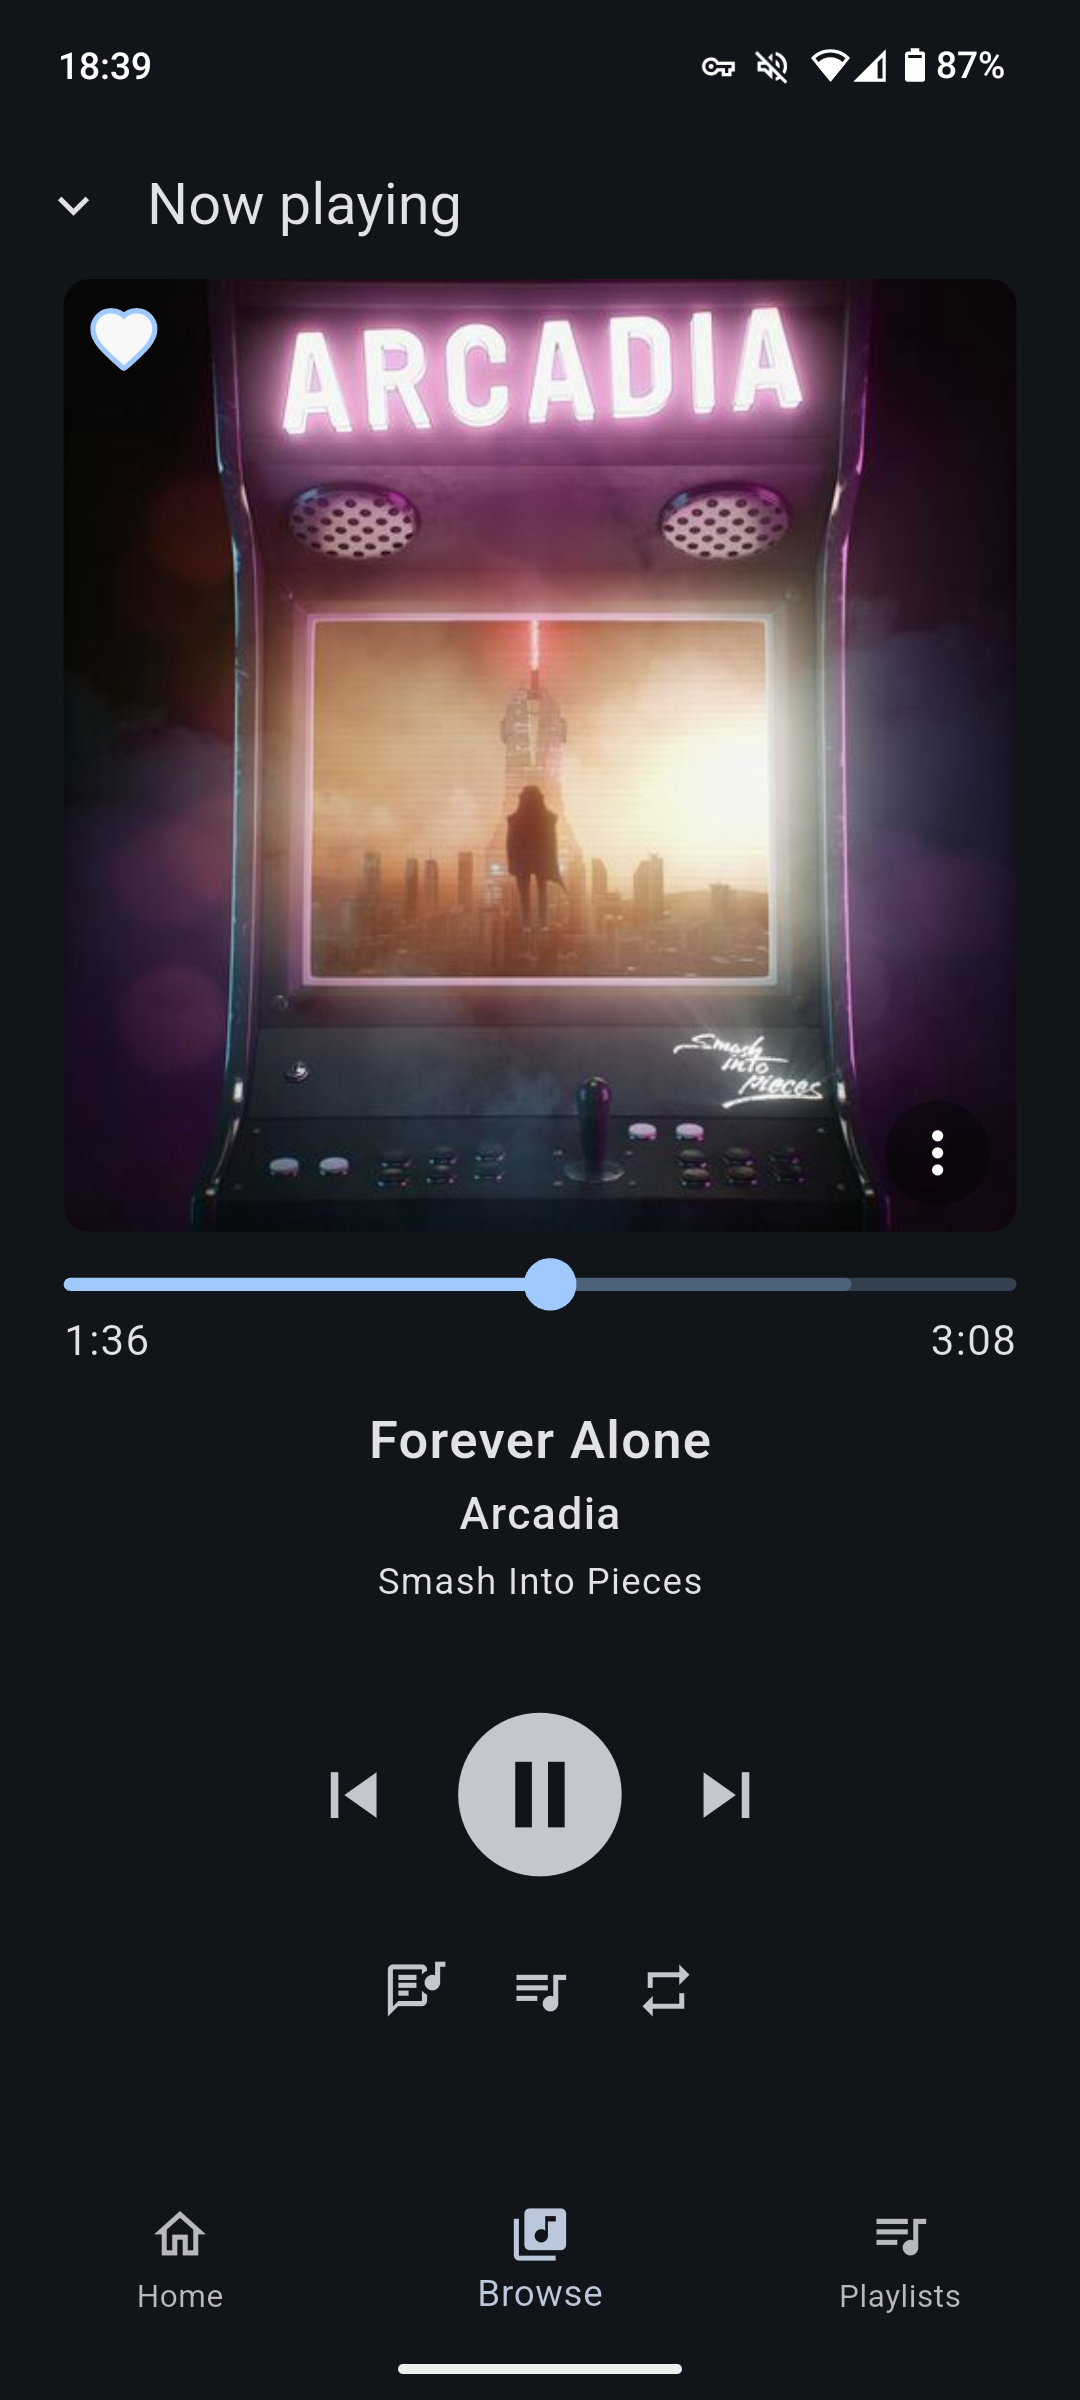 18:39
87%
Now playing
ARCADIA
Smash
into
pieces
1:36
3:08
Forever Alone
Arcadia
Smash Into Pieces
Home
Browse
Playlists